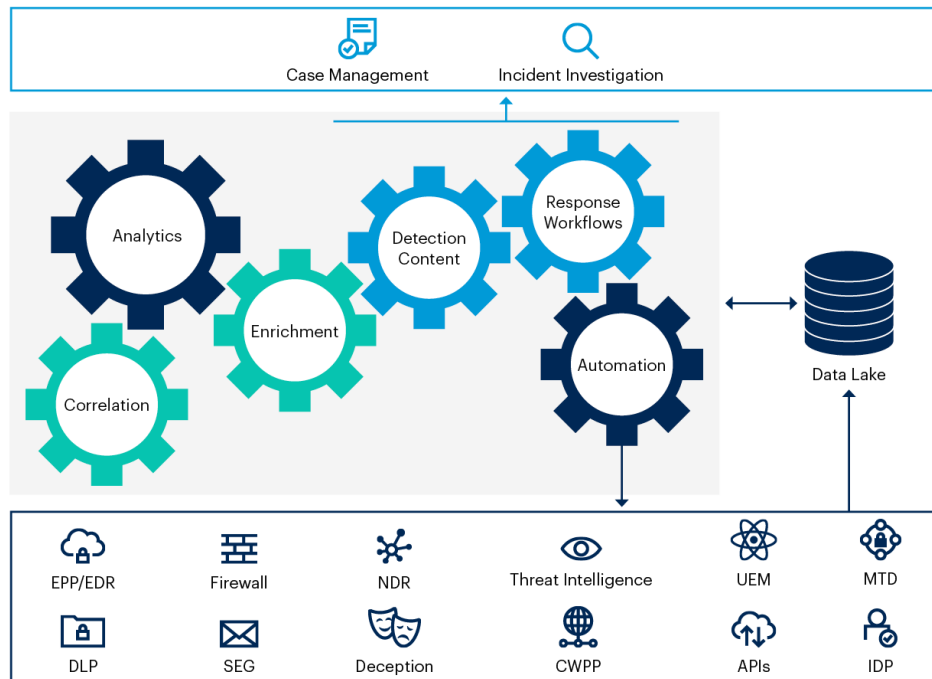 Case Management
Incident Investigation
Analytics
Correlation
Enrichment
Detection
Content
Response
Workflows
Automation
Data Lake
EPP/EDR
Firewall
NDR
Threat Intelligence
UEM
MTD
DLP
SEG
Deception
CWPP
APIs
IDP